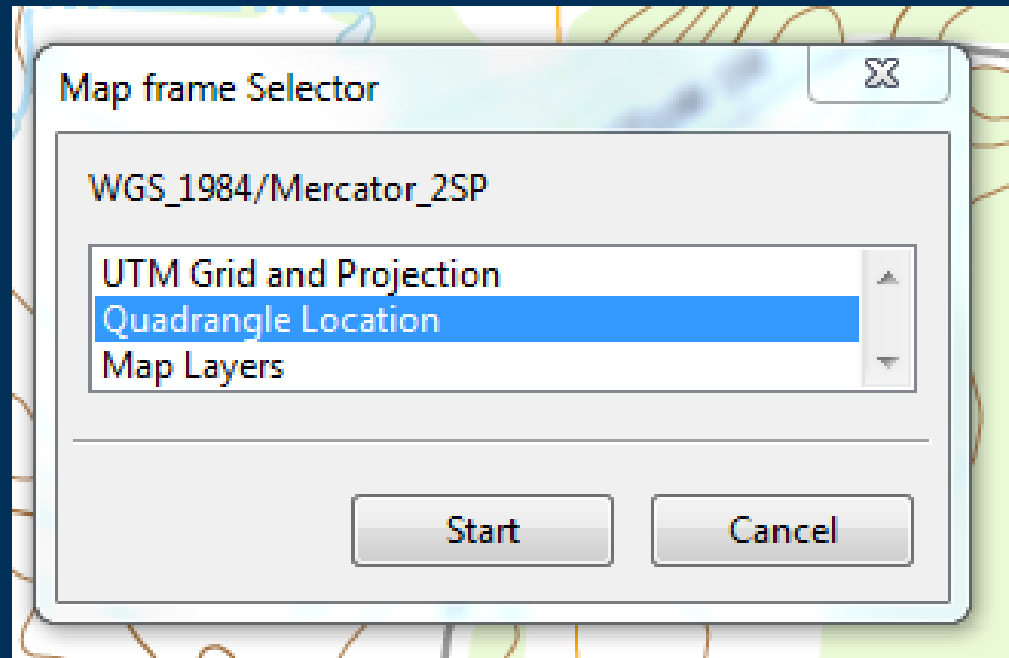 Map frame Selector
WGS_1984/Mercator_2SP
UTM Grid and Projection
Quadrangle Location
Map Layers
Start
Cancel